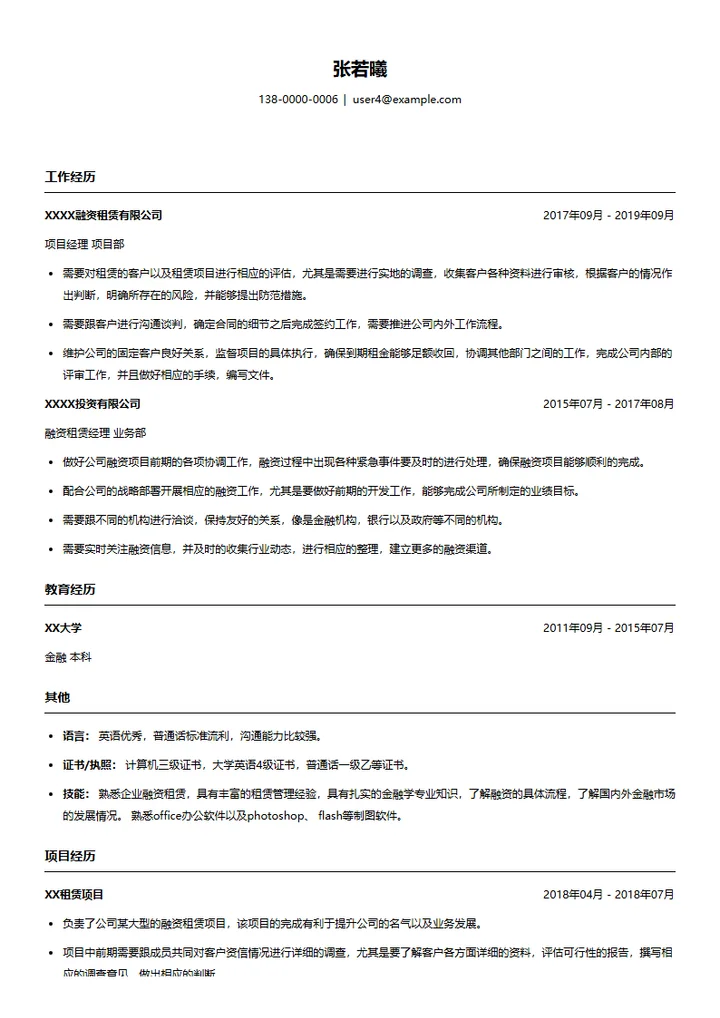 张若曦
138-0000-0006 | user4@example.com
工作经历
XXXX融资租赁有限公司 2017年09月 - 2019年09月
项目经理 项目部
• 需要对租赁的客户以及租赁项目进行相应的评估，尤其是需要进行实地的调查，收集客户各种资料进行审核，根据客户的情况作
出判断，明确所存在的风险，并能够提出防范措施。
• 需要跟客户进行沟通谈判，确定合同的细节之后完成签约工作，需要推进公司内外工作流程。
• 维护公司的固定客户良好关系，监督项目的具体执行，确保到期租金能够足额收回，协调其他部门之间的工作，完成公司内部的
评审工作，并且做好相应的手续，编写文件。
XXXX投资有限公司 2015年07月 - 2017年08月
融资租赁经理 业务部
• 做好公司融资项目前期的各项协调工作，融资过程中出现各种紧急事件要及时的进行处理，确保融资项目能够顺利的完成。
• 配合公司的战略部署开展相应的融资工作，尤其是要做好前期的开发工作，能够完成公司所制定的业绩目标。
• 需要跟不同的机构进行洽谈，保持友好的关系，像是金融机构，银行以及政府等不同的机构。
• 需要实时关注融资信息，并及时的收集行业动态，进行相应的整理，建立更多的融资渠道。
教育经历
XX大学 2011年09月 - 2015年07月
金融 本科
其他
• 语言： 英语优秀，普通话标准流利，沟通能力比较强。
• 证书/执照： 计算机三级证书，大学英语4级证书，普通话一级乙等证书。
• 技能： 熟悉企业融资租赁，具有丰富的租赁管理经验，具有扎实的金融学专业知识，了解融资的具体流程，了解国内外金融市场
的发展情况。 熟悉office办公软件以及photoshop、 flash等制图软件。
项目经历
XX租赁项目 2018年04月 - 2018年07月
• 负责了公司某大型的融资租赁项目，该项目的完成有利于提升公司的名气以及业务发展。
• 项目中前期需要跟成员共同对客户资信情况进行详细的调查，尤其是要了解客户各方面详细的资料，评估可行性的报告，撰写相
应的调查意见，做出相应的判断